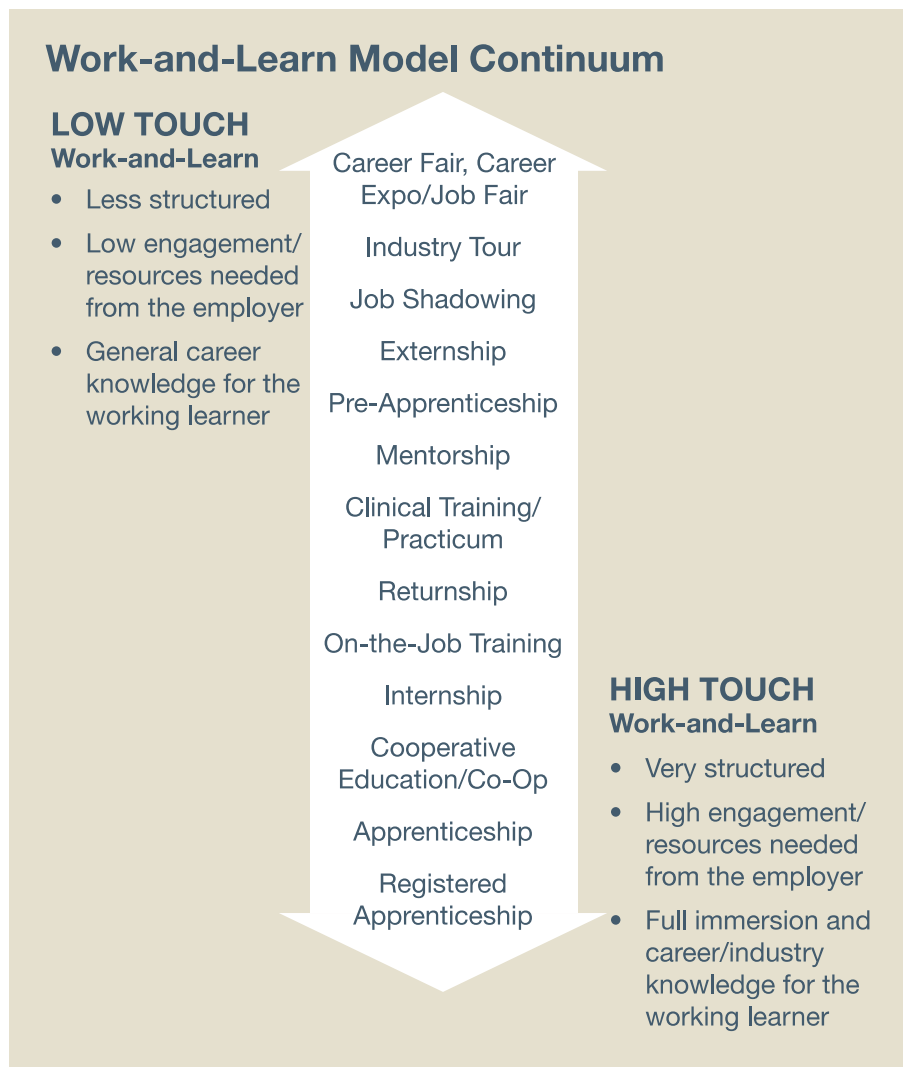 Work-and-Learn Model Continuum
LOW TOUCH
Work-and-Learn
• Less structured
• Low engagement/
resources needed
from the employer
• General career
knowledge for the
working learner
Career Fair, Career
Expo/Job Fair
Industry Tour
Job Shadowing
Externship
Pre-Apprenticeship
Mentorship
Clinical Training/
Practicum
Returnship
On-the-Job Training
Internship
Cooperative
Education/Co-Op
Apprenticeship
Registered
Apprenticeship
HIGH TOUCH
Work-and-Learn
• Very structured
• High engagement/
resources needed
from the employer
• Full immersion and
career/industry
knowledge for the
working learner